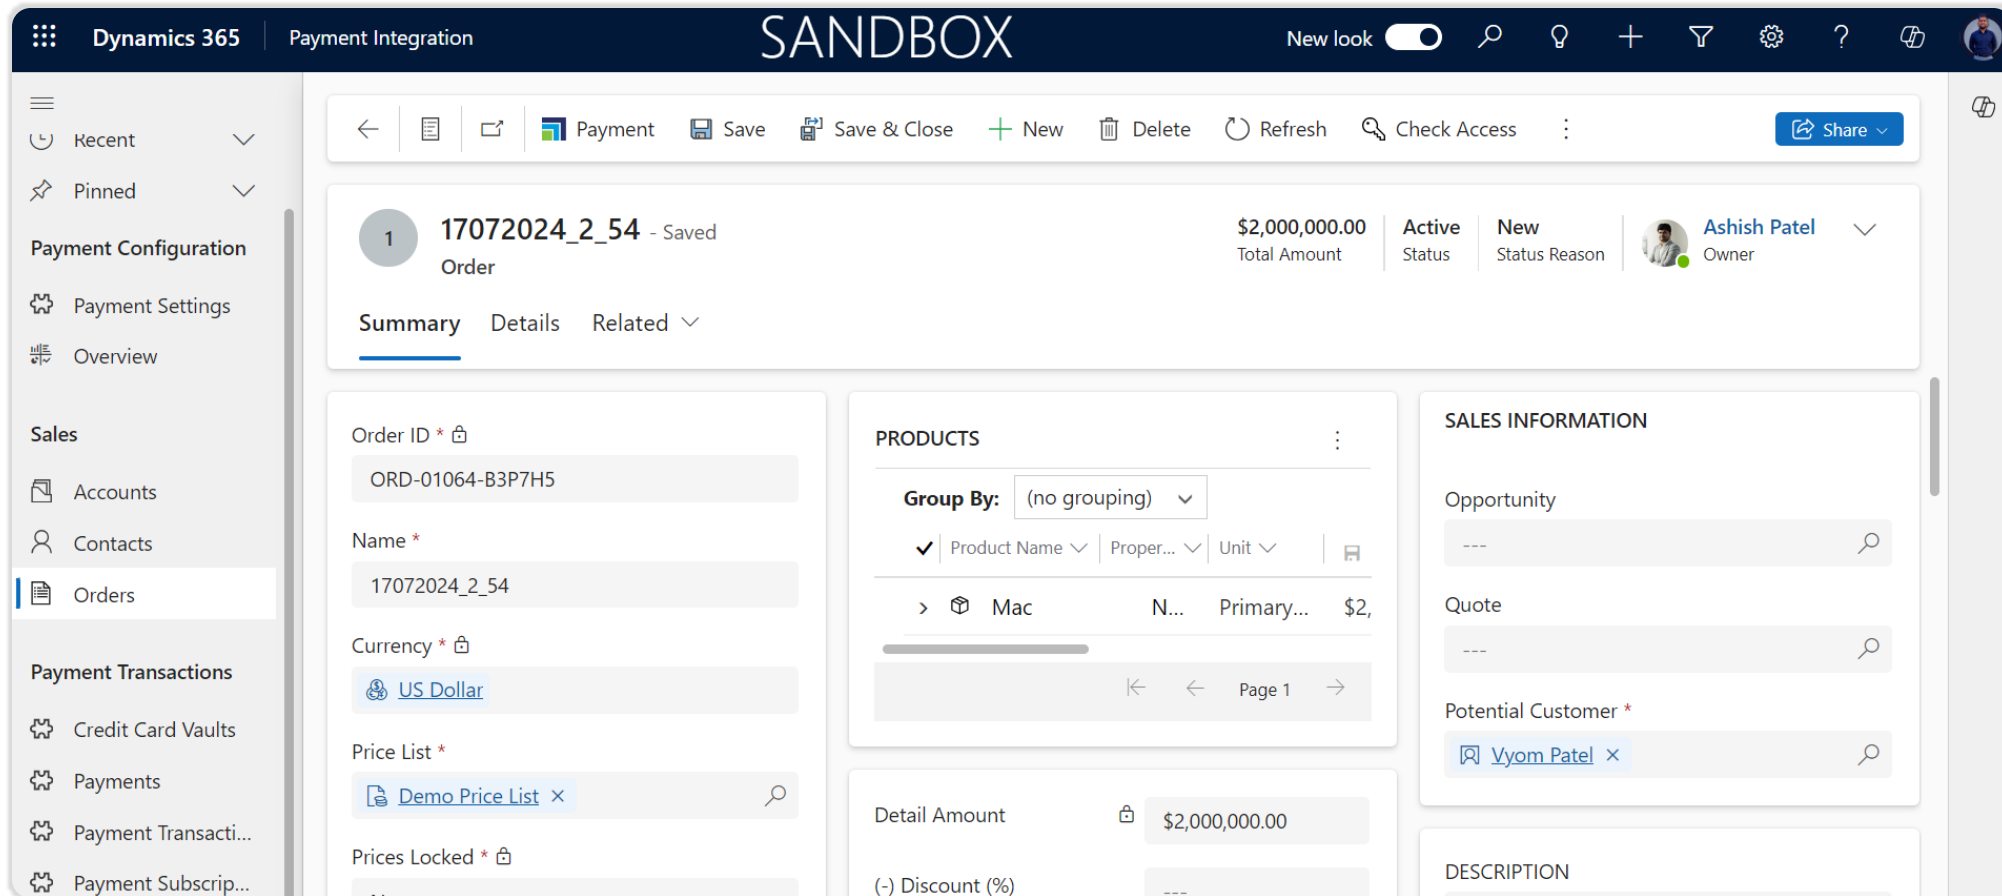 Dynamics 365
Payment Integration
SANDBOX
New look
Recent
Pinned
Payment Configuration
Payment Settings
Overview
Sales
Accounts
Contacts
Orders
Payment Transactions
Credit Card Vaults
Payments
Payment Transacti...
Payment Subscrip...
Payment
Save
Save & Close
New
Delete
Refresh
Check Access
Share
1
17072024_2_54 - Saved
Order
$2,000,000.00
Total Amount
Active
Status
New
Status Reason
Ashish Patel
Owner
Summary
Details
Related
Order ID *
ORD-01064-B3P7H5
Name *
17072024_2_54
Currency *
US Dollar
Price List *
Demo Price List
Prices Locked *
PRODUCTS
Group By: (no grouping)
Product Name Proper... Unit
Mac N... Primary... $2,
Page 1
Detail Amount
$2,000,000.00
(-) Discount (%)
---
SALES INFORMATION
Opportunity
---
Quote
---
Potential Customer *
Vyom Patel
DESCRIPTION